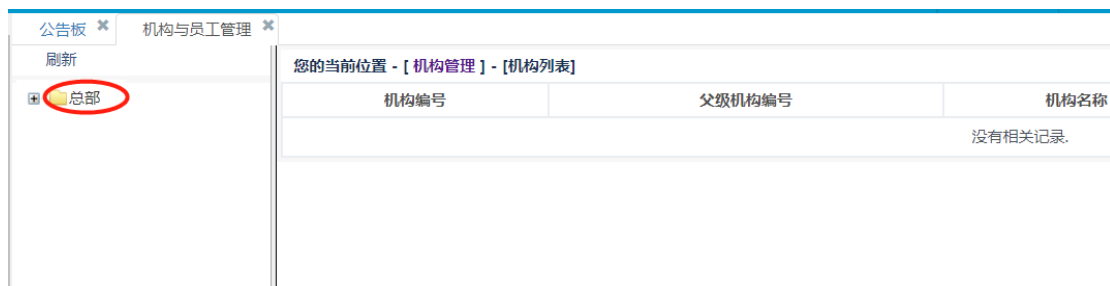 公告板 机构与员工管理
刷新
总部
您的当前位置 - [ 机构管理 ] - [机构列表]
机构编号 父级机构编号 机构名称
没有相关记录.